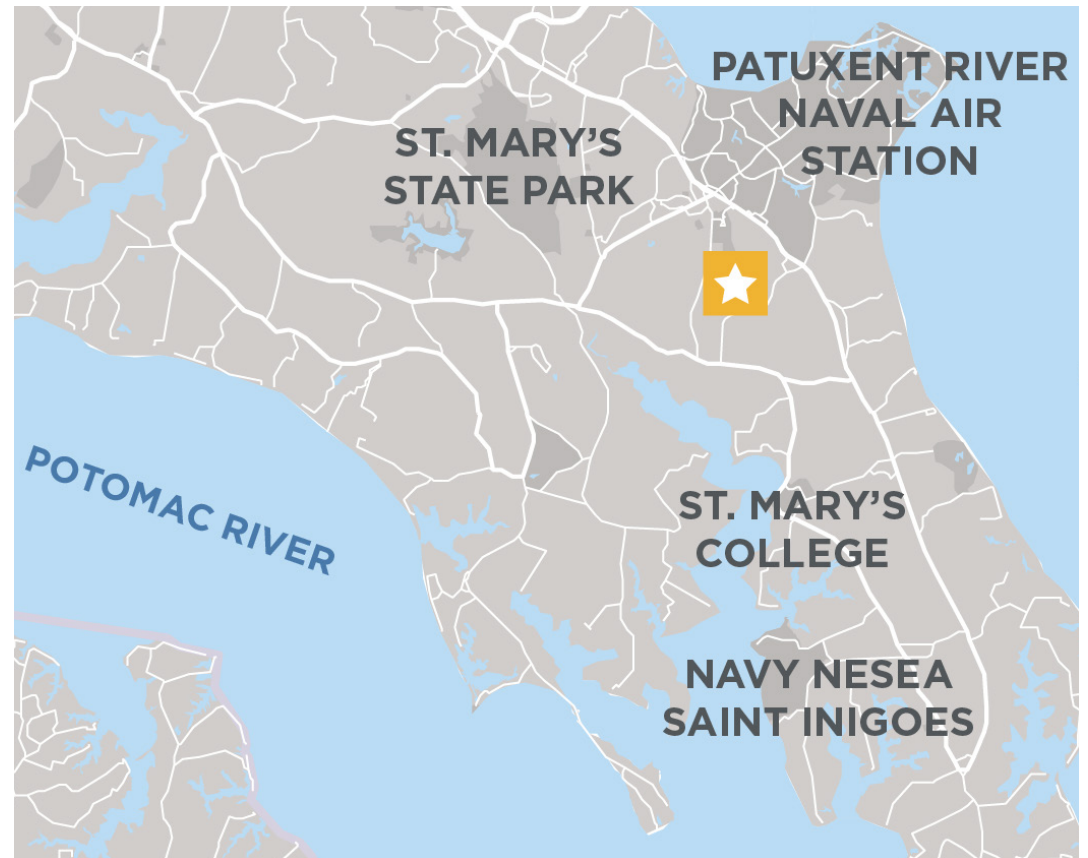 PATUXENT RIVER
NAVAL AIR
STATION
ST. MARY'S
STATE PARK
POTOMAC RIVER
ST. MARY'S
COLLEGE
NAVY NESEA
SAINT INIGOES